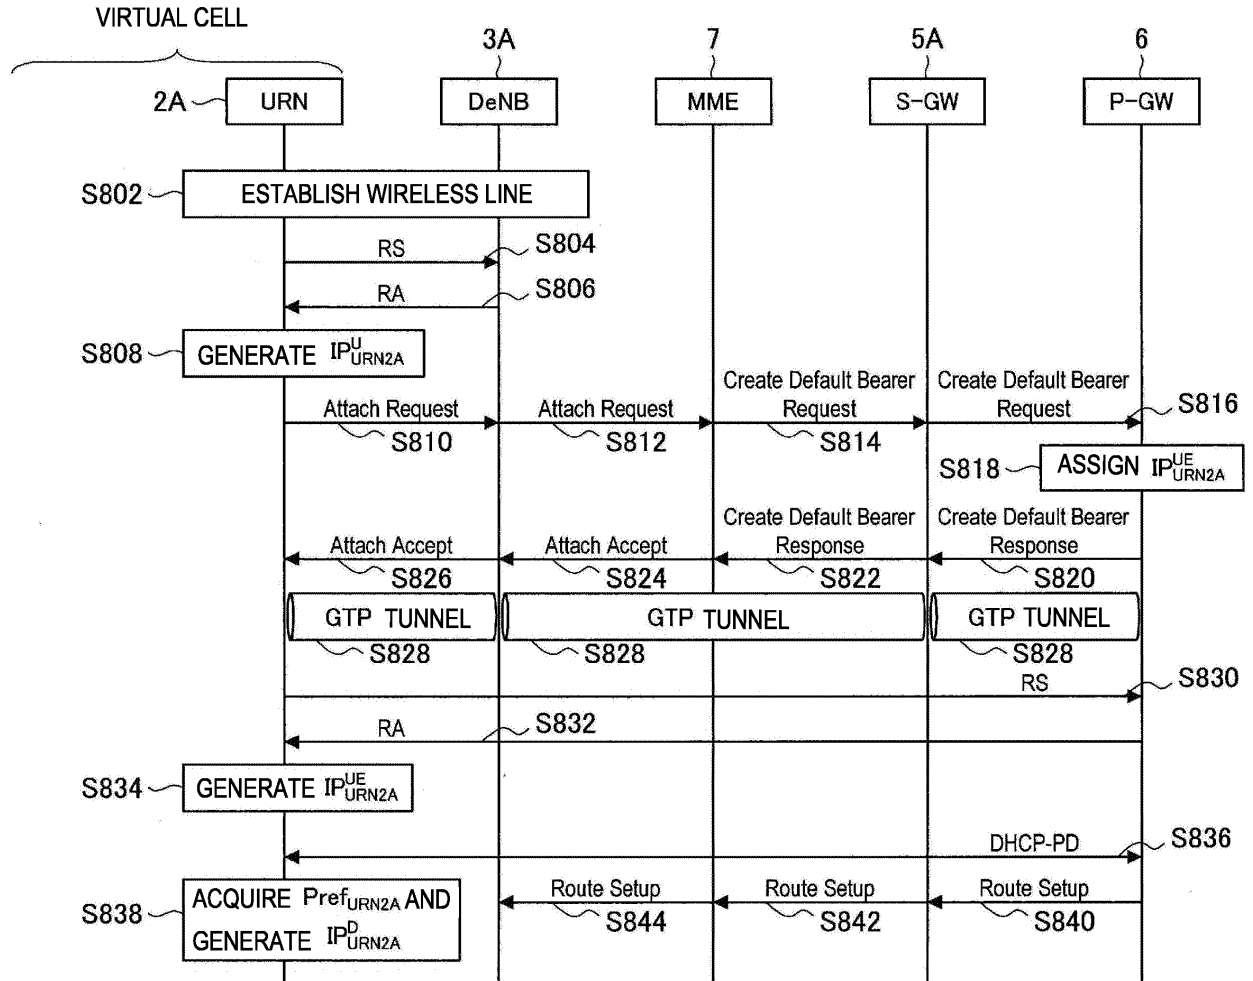 VIRTUAL CELL
3A
7
5A
6
2A
URN
DeNB
MME
S-GW
P-GW
S802
ESTABLISH WIRELESS LINE
RS
S804
RA
S806
S808
GENERATE IP^U_URN2A
Attach Request
Attach Request
Create Default Bearer
Request
Create Default Bearer
Request
S816
S810
S812
S814
S818
ASSIGN IP^UE_URN2A
Attach Accept
Attach Accept
Create Default Bearer
Response
Create Default Bearer
Response
S826
S824
S822
S820
GTP TUNNEL
GTP TUNNEL
GTP TUNNEL
S828
S828
S828
RS
S830
RA
S832
S834
GENERATE IP^UE_URN2A
DHCP-PD
S836
S838
ACQUIRE Pref_URN2A AND
GENERATE IP^D_URN2A
Route Setup
Route Setup
Route Setup
S844
S842
S840